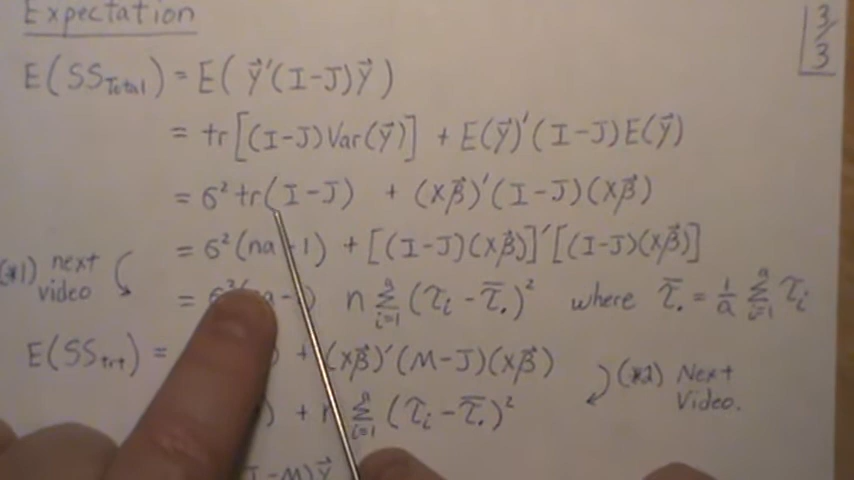 Expectation
3/3
E(SS_Total) = E(Y⃗'(I-J)Y⃗)
= tr[(I-J)Var(Y⃗)] + E(Y⃗)'(I-J)E(Y⃗)
= σ² tr(I-J) + (Xβ⃗)'(I-J)(Xβ⃗)
= σ²(na-1) + [(I-J)(Xβ⃗)]'[(I-J)(Xβ⃗)]
(*1) next video
= n Σ_{i=1}^{a} (τ_i - τ̄.)² where τ̄. = 1/a Σ_{i=1}^{a} τ_i
E(SS_trt) = + (Xβ⃗)'(M-J)(Xβ⃗)
(*2) Next Video.
) + Σ_{i=1}^{a} (τ_i - τ̄.)²
I-M)Y⃗